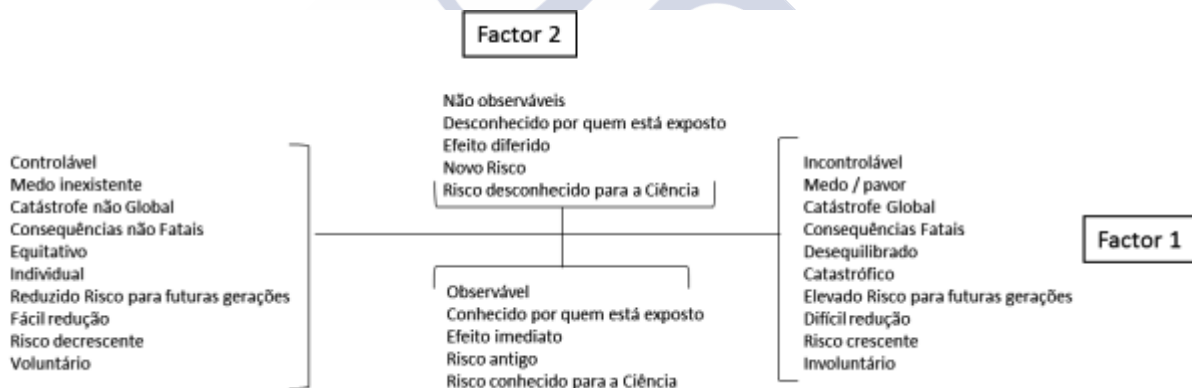 Factor 2
Não observáveis
Desconhecido por quem está exposto
Efeito diferido
Novo Risco
Risco desconhecido para a Ciência
Controlável
Medo inexistente
Catástrofe não Global
Consequências não Fatais
Equitativo
Individual
Reduzido Risco para futuras gerações
Fácil redução
Risco decrescente
Voluntário
Incontrolável
Medo / pavor
Catástrofe Global
Consequências Fatais
Desequilibrado
Catastrófico
Elevado Risco para futuras gerações
Difícil redução
Risco crescente
Involuntário
Factor 1
Observável
Conhecido por quem está exposto
Efeito imediato
Risco antigo
Risco conhecido para a Ciência